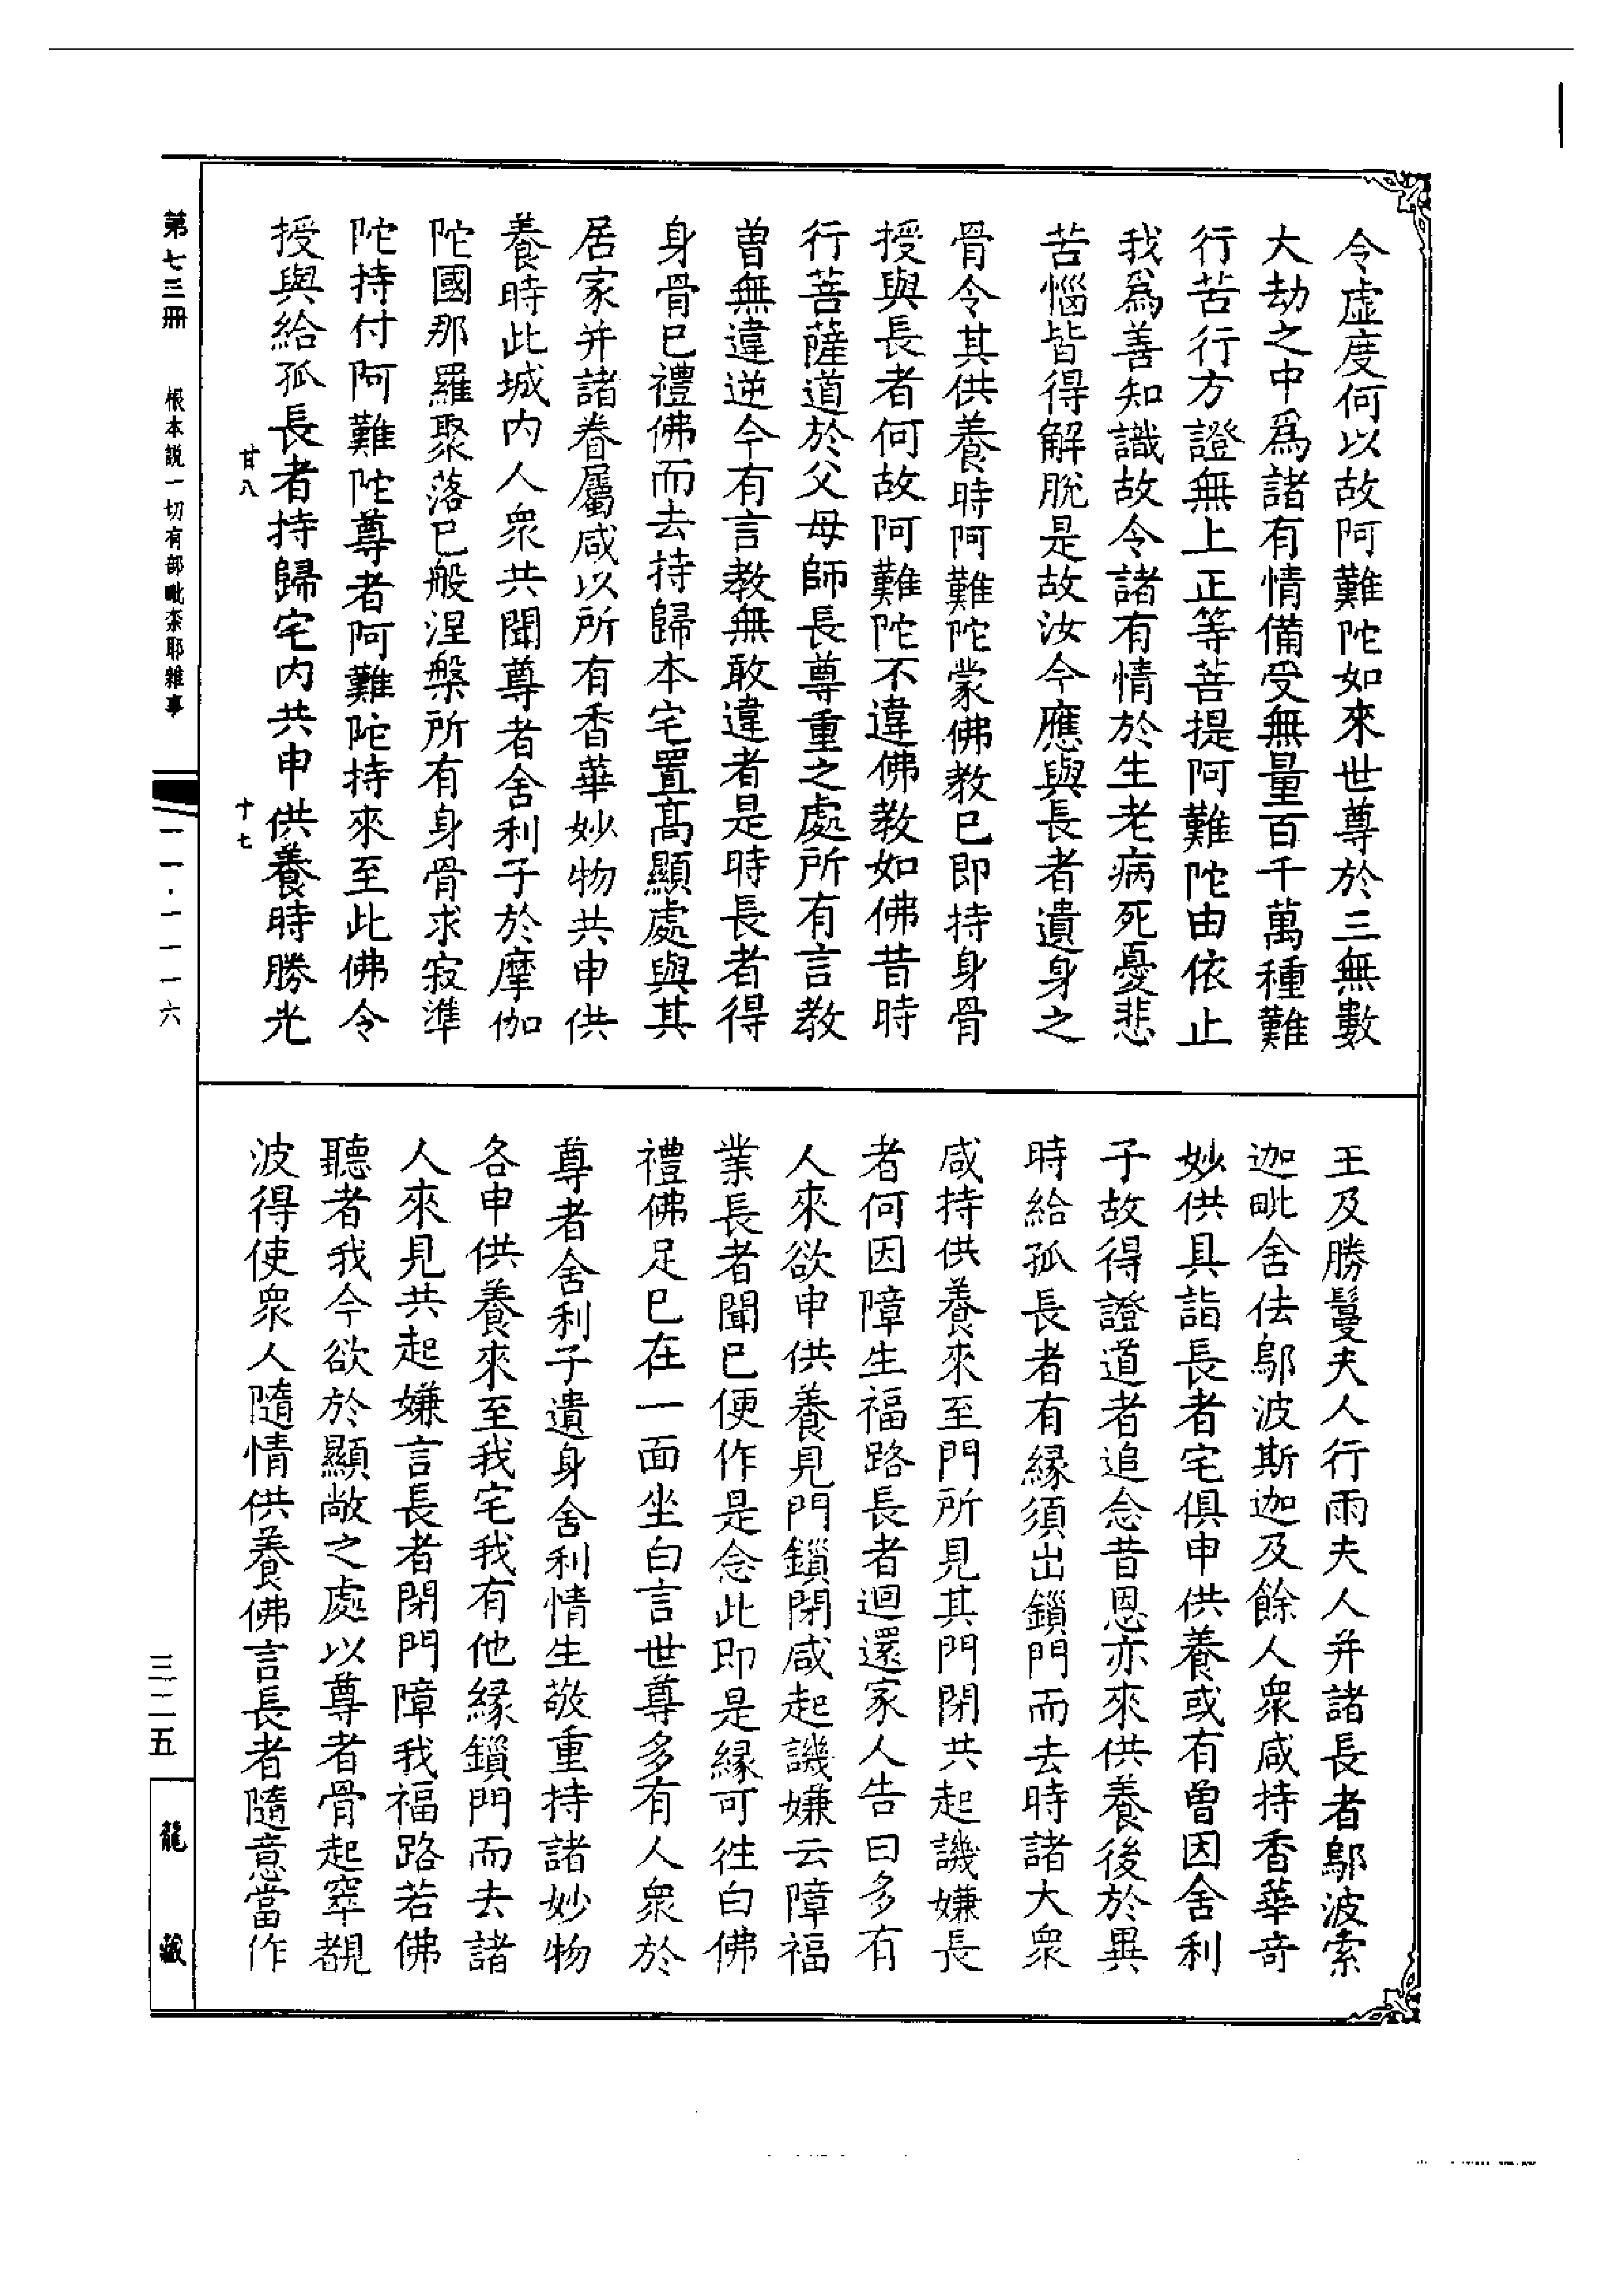 令虛度何以故阿難陀如來世尊於三無數
大劫之中爲諸有情備受無量百千萬種難
行苦行方證無上正等菩提阿難陀由依止
我爲善知識故令諸有情於生老病死憂悲
苦惱皆得解脫是故汝今應與長者遺身之
骨令其供養時阿難陀蒙佛教已即持身骨
授與長者何故阿難陀不違佛教如佛昔時
行菩薩道於父母師長尊重之處所有言教
曾無違逆今有言教無敢違者是時長者得
身骨已禮佛而去持歸本宅置高顯處與其
居家并諸眷屬咸以所有香華妙物共申供
養時此城内人衆共聞尊者舍利子於摩伽
陀國那羅聚落已般涅槃所有身骨求寂準
陀持付阿難陀尊者阿難陀持來至此佛令
授與給孤長者持歸宅内共申供養時勝光
甘八 十七
王及勝鬘夫人行雨夫人并諸長者鄔波索
迦毗舍佉鄔波斯迦及餘人衆咸持香華奇
妙供具詣長者宅俱申供養或有曾因舍利
子故得證道者追念昔恩亦來供養後於異
時給孤長者有緣須出鎖門而去時諸大衆
咸持供養來至門所見其門閉共起譏嫌長
者何因障生福路長者迴還家人告曰多有
人來欲申供養見門鎖閉咸起譏嫌云障福
業長者聞已便作是念此即是緣可往白佛
禮佛足已在一面坐白言世尊多有人衆於
尊者舍利子遺身舍利情生敬重持諸妙物
各申供養來至我宅我有他緣鎖門而去諸
人來見共起嫌言長者閉門障我福路若佛
聽者我今欲於顯敞之處以尊者骨起窣覩
波得使衆人隨情供養佛言長者隨意當作
第七三冊 根本說一切有部毗奈耶雜事
一一·一一一六
三二五
龍藏